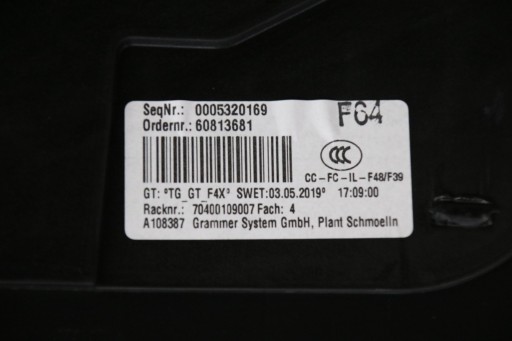 SeqNr.: 0005320169 F64
Ordernr.: 60813681
CCC
CC-FC-IL-F48/F39
GT: °TG_GT_F4X° SWET:03.05.2019° 17:09:00
Racknr.: 70400109007 Fach: 4
A108387 Grammer System GmbH, Plant Schmoelln